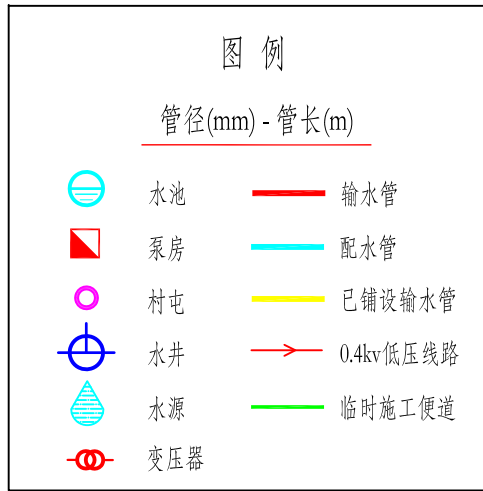 图 例
管径(mm) - 管长(m)
水池 输水管
泵房 配水管
村屯 已铺设输水管
水井 0.4kv低压线路
水源 临时施工便道
变压器